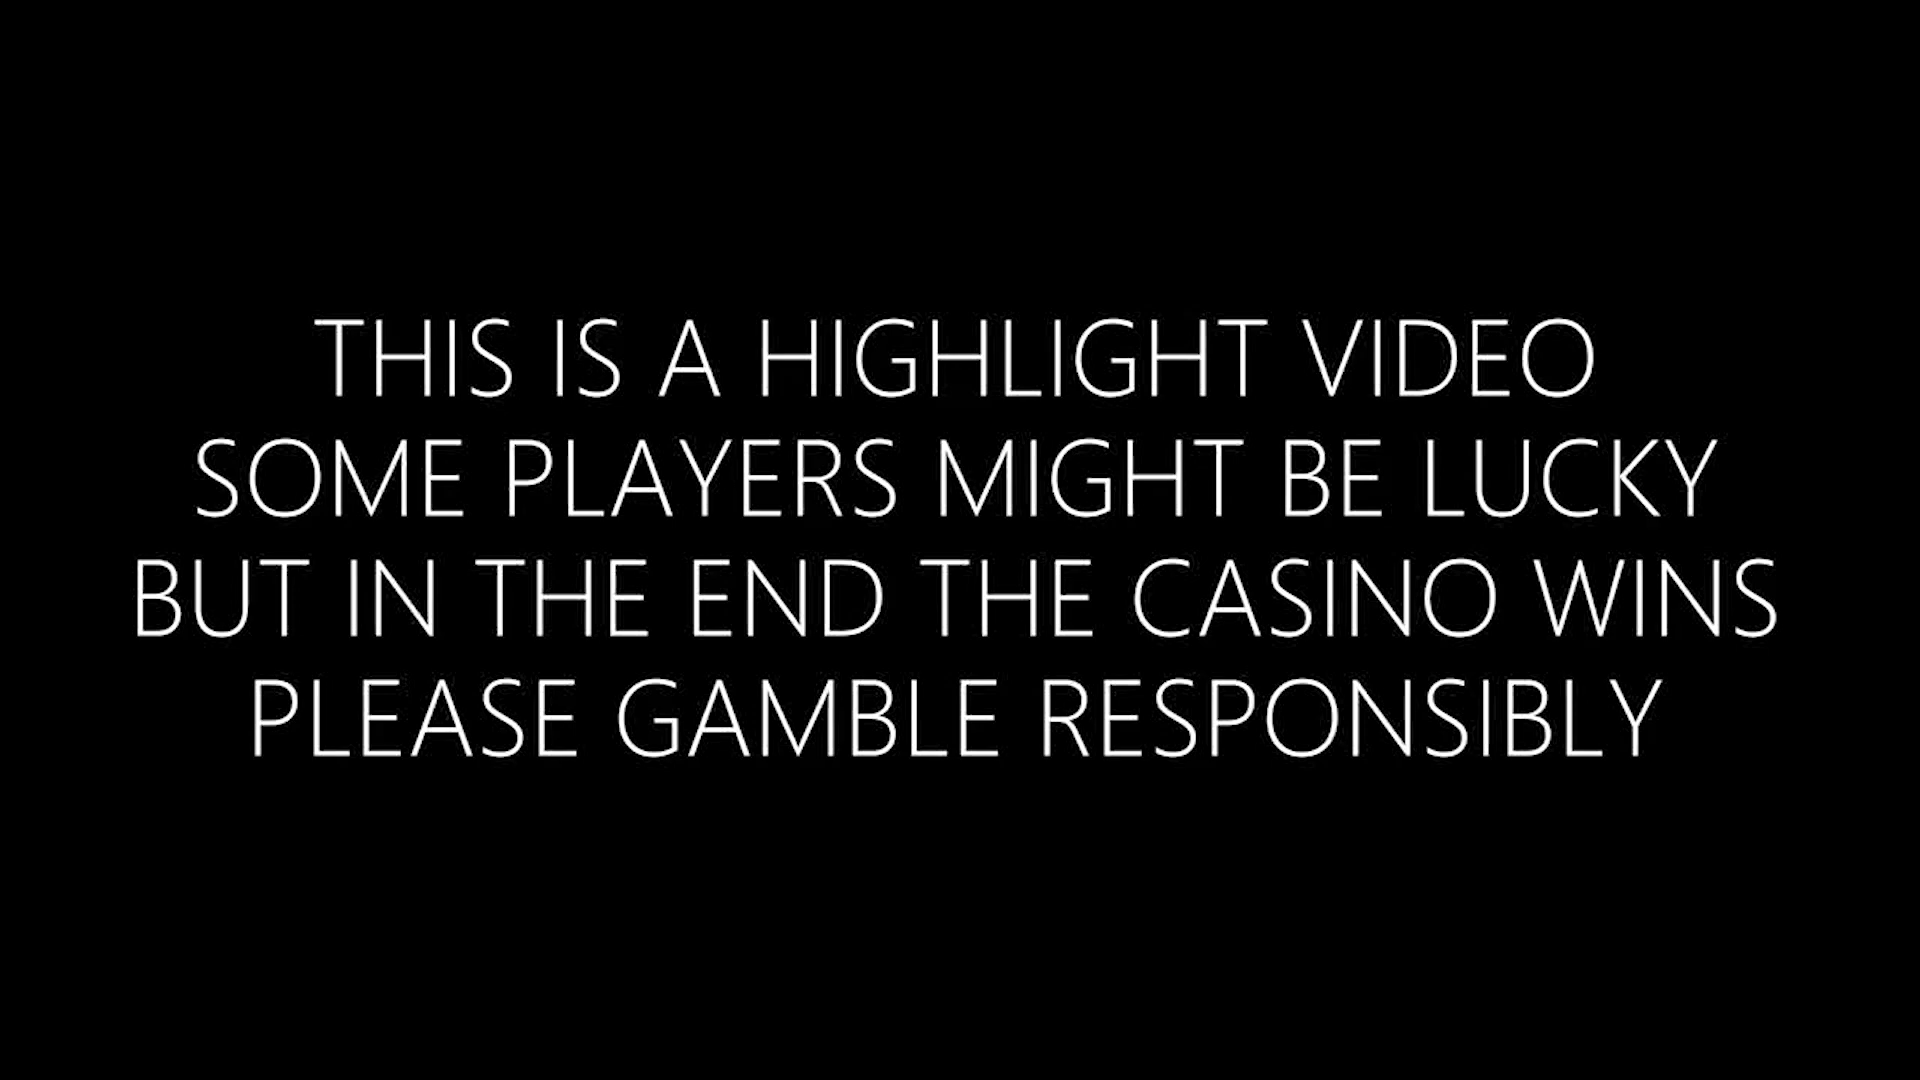 THIS IS A HIGHLIGHT VIDEO
SOME PLAYERS MIGHT BE LUCKY
BUT IN THE END THE CASINO WINS
PLEASE GAMBLE RESPONSIBLY